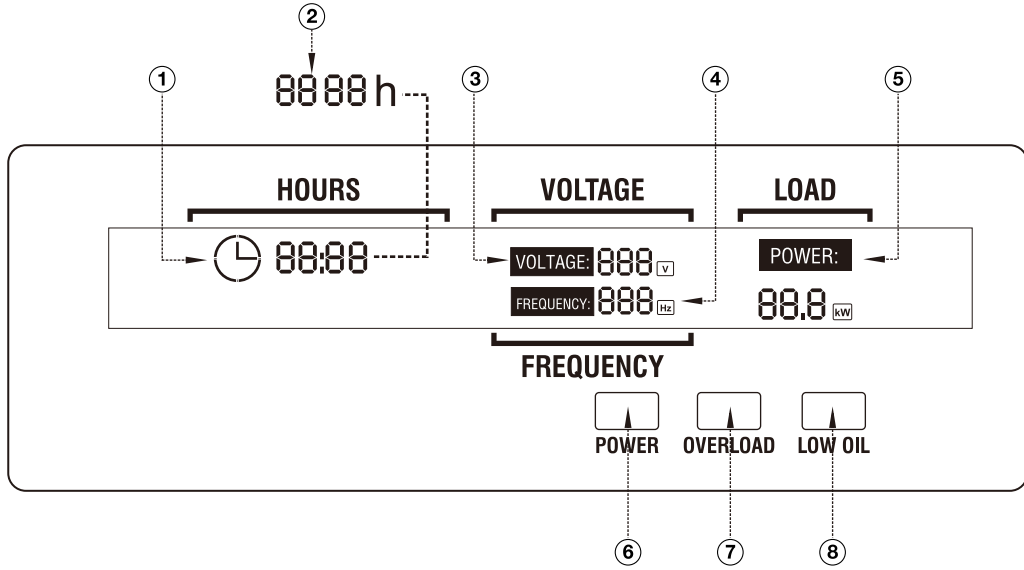 2
1
3
4
5
8888h
HOURS
VOLTAGE
LOAD
88:88
VOLTAGE: 888 V
POWER:
FREQUENCY: 888 Hz
88.8 kW
FREQUENCY
POWER
OVERLOAD
LOW OIL
6
7
8